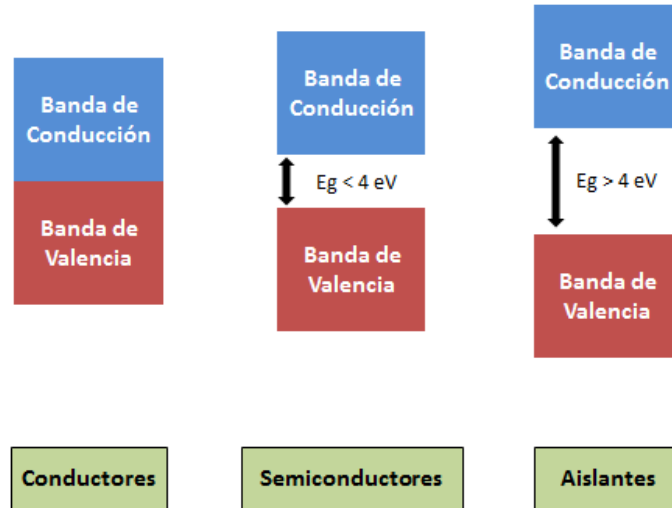 Banda de
Conducción
Banda de
Valencia
Conductores
Banda de
Conducción
Eg < 4 eV
Banda de
Valencia
Semiconductores
Banda de
Conducción
Eg > 4 eV
Banda de
Valencia
Aislantes